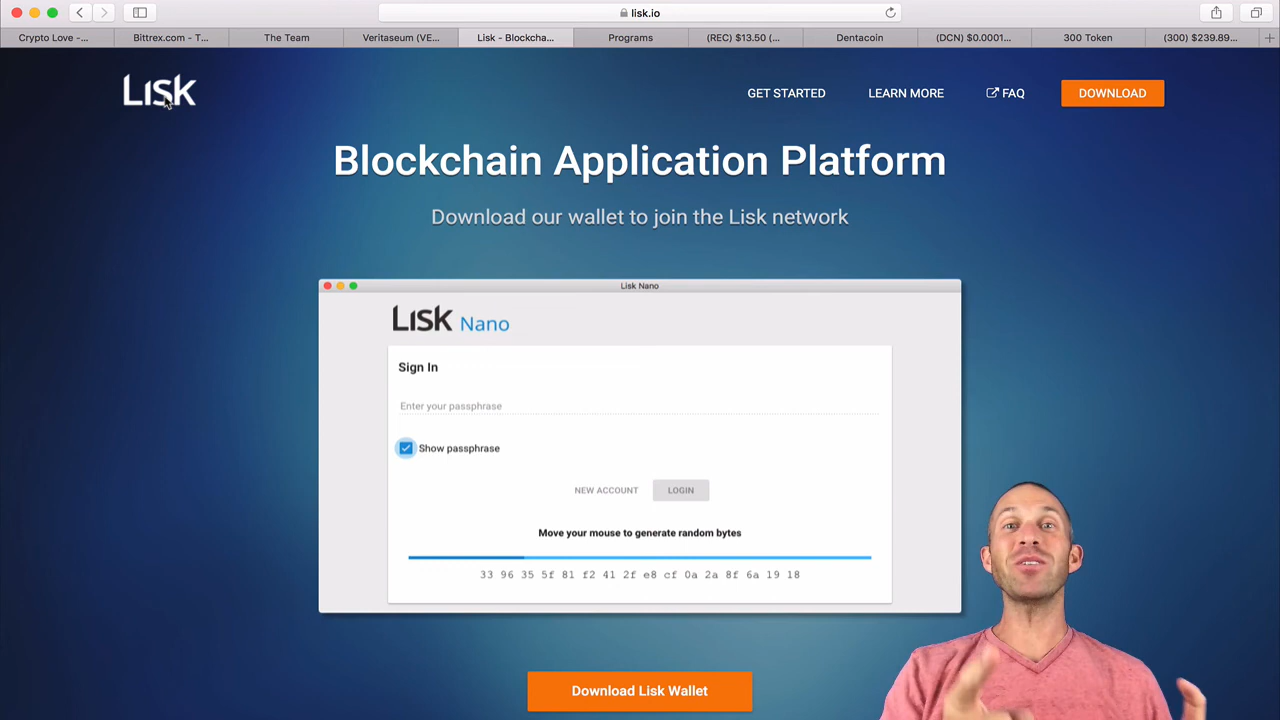 lisk.io
Crypto Love -...
Bittrex.com - T...
The Team
Veritaseum (VE...
Lisk - Blockcha...
Programs
(REC) $13.50 (...
Dentacoin
(DCN) $0.0001...
300 Token
(300) $239.89...
Lisk
GET STARTED
LEARN MORE
FAQ
DOWNLOAD
Blockchain Application Platform
Download our wallet to join the Lisk network
Lisk Nano
Lisk Nano
Sign In
Enter your passphrase
Show passphrase
NEW ACCOUNT
LOGIN
Move your mouse to generate random bytes
33 96 35 5f 81 f2 41 2f e8 cf 0a 2a 8f 6a 19 18
Download Lisk Wallet